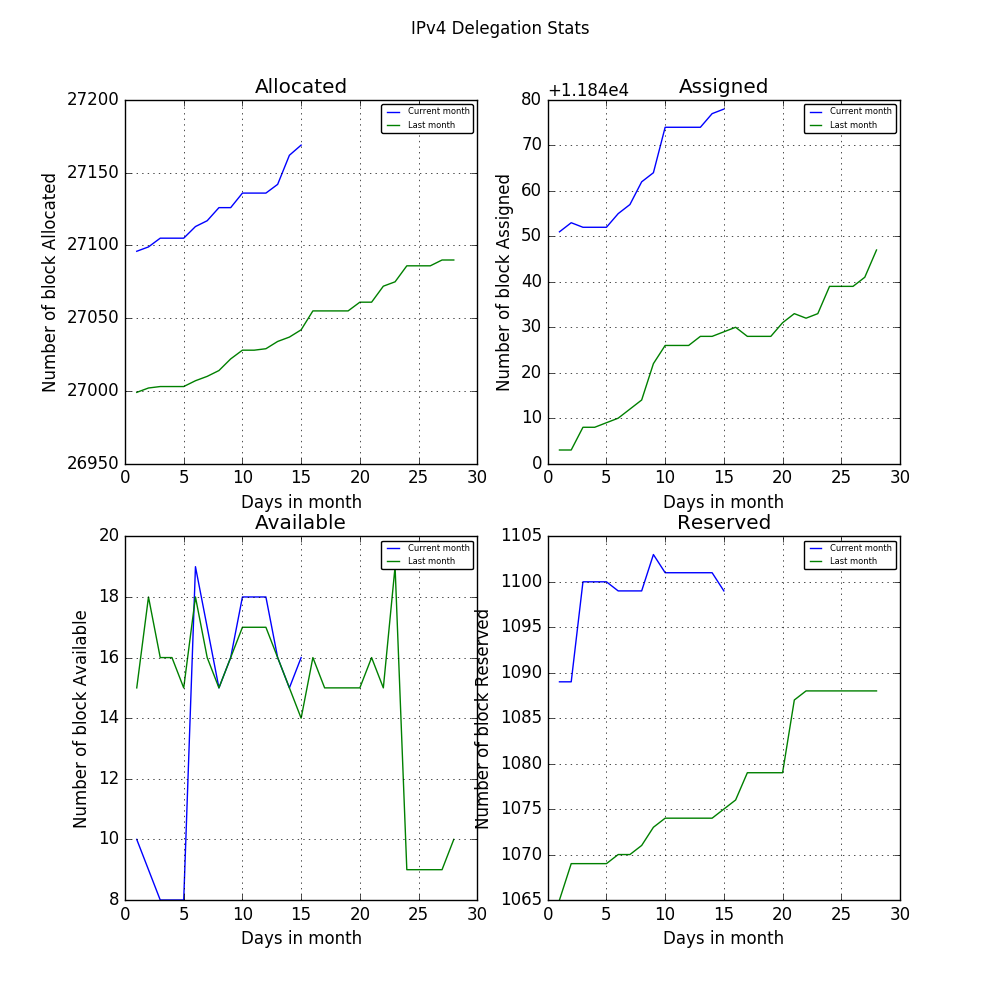 IPv4 Delegation Stats
Allocated
27200
27150
27100
27050
27000
26950
Number of block Allocated
0 5 10 15 20 25 30
Days in month
Current month
Last month
+1.184e4
Assigned
80
70
60
50
40
30
20
10
0
Number of block Assigned
0 5 10 15 20 25 30
Days in month
Current month
Last month
Available
20
18
16
14
12
10
8
Number of block Available
0 5 10 15 20 25 30
Days in month
Current month
Last month
Reserved
1105
1100
1095
1090
1085
1080
1075
1070
1065
Number of block Reserved
0 5 10 15 20 25 30
Days in month
Current month
Last month